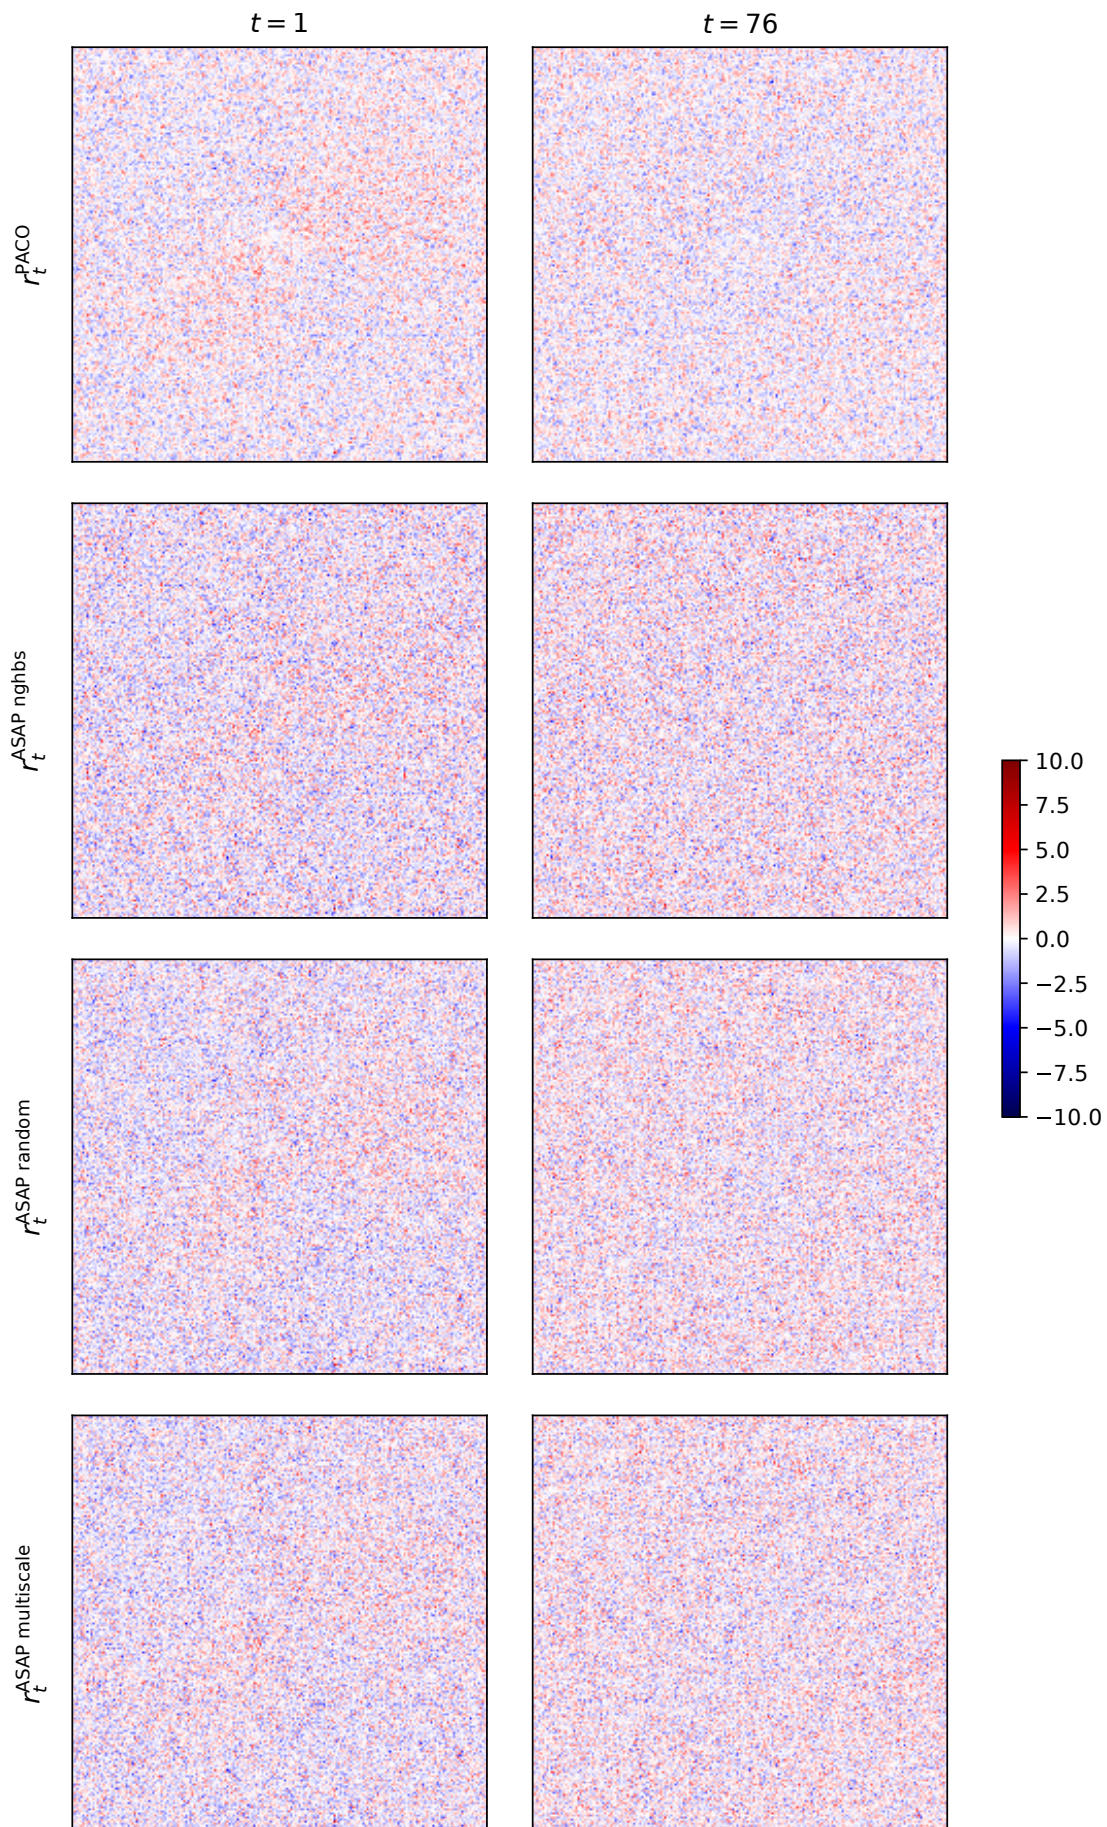 t = 1
t = 76
r_t^PACO
r_t^ASAP nghbs
r_t^ASAP random
r_t^ASAP multiscale
10.0
7.5
5.0
2.5
0.0
−2.5
−5.0
−7.5
−10.0